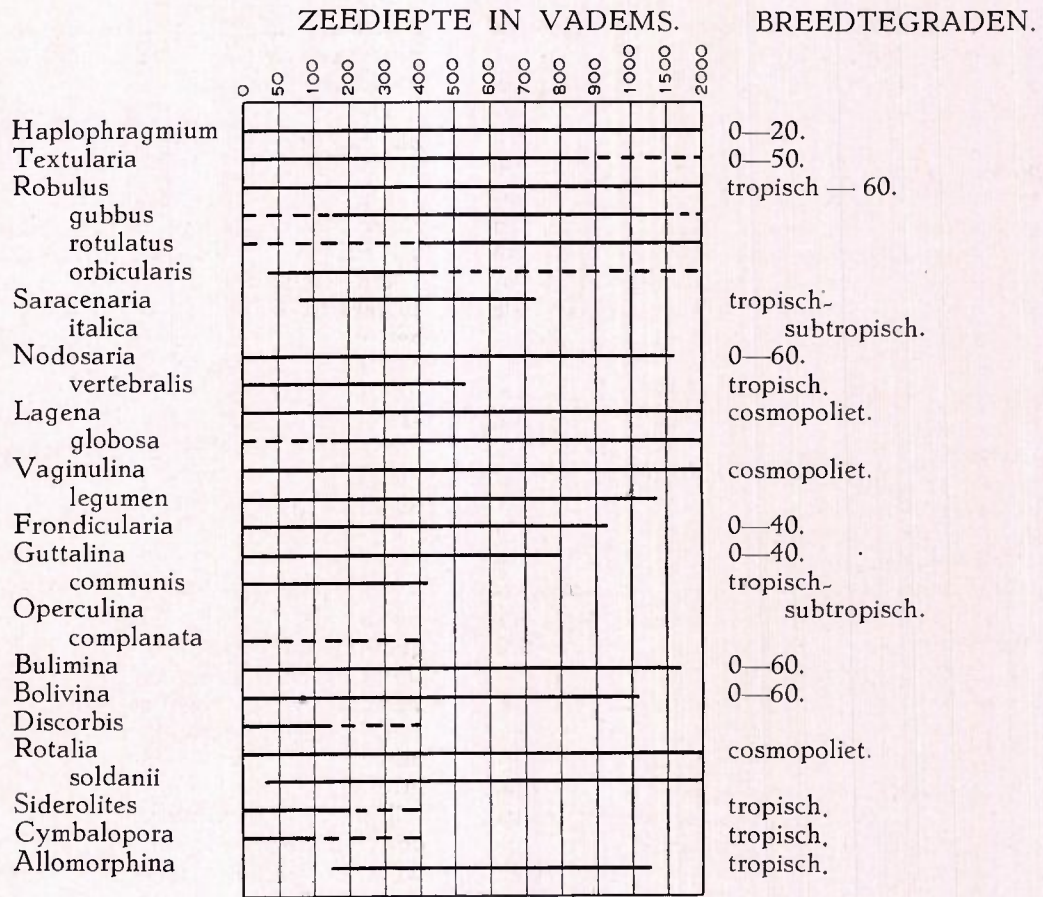 ZEEDIEPTE IN VADEMS. BREEDTEGRADEN.
0 50 100 200 300 400 500 600 700 800 900 1000 1500 2000
Haplophragmium 0—20.
Textularia 0—50.
Robulus tropisch — 60.
gubbus
rotulatus
orbicularis
Saracenaria tropisch-
italica subtropisch.
Nodosaria 0—60.
vertebralis tropisch.
Lagena cosmopoliet.
globosa
Vaginulina cosmopoliet.
legumen
Frondicularia 0—40.
Guttalina 0—40.
communis tropisch-
Operculina subtropisch.
complanata
Bulimina 0—60.
Bolivina 0—60.
Discorbis
Rotalia cosmopoliet.
soldanii
Siderolites tropisch.
Cymbalopora tropisch.
Allomorphina tropisch.